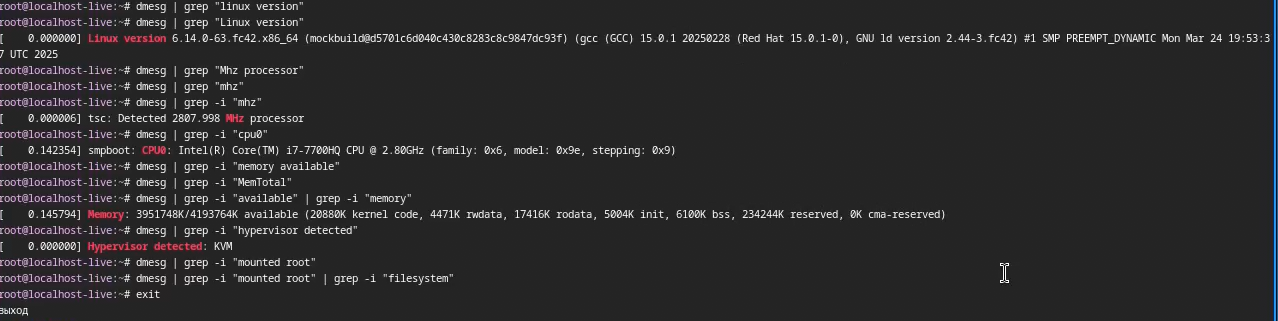 root@localhost-live:~# dmesg | grep "linux version"
root@localhost-live:~# dmesg | grep "Linux version"
[    0.000000] Linux version 6.14.0-63.fc42.x86_64 (mockbuild@d5701c6d040c430c8283c8c9847dc93f) (gcc (GCC) 15.0.1 20250228 (Red Hat 15.0.1-0), GNU ld version 2.44-3.fc42) #1 SMP PREEMPT_DYNAMIC Mon Mar 24 19:53:3
7 UTC 2025
root@localhost-live:~# dmesg | grep "Mhz processor"
root@localhost-live:~# dmesg | grep "mhz"
root@localhost-live:~# dmesg | grep -i "mhz"
[    0.000006] tsc: Detected 2807.998 MHz processor
root@localhost-live:~# dmesg | grep -i "cpu0"
[    0.142354] smpboot: CPU0: Intel(R) Core(TM) i7-7700HQ CPU @ 2.80GHz (family: 0x6, model: 0x9e, stepping: 0x9)
root@localhost-live:~# dmesg | grep -i "memory available"
root@localhost-live:~# dmesg | grep -i "MemTotal"
root@localhost-live:~# dmesg | grep -i "available" | grep -i "memory"
[    0.145794] Memory: 3951748K/4193764K available (20880K kernel code, 4471K rwdata, 17416K rodata, 5004K init, 6100K bss, 234244K reserved, 0K cma-reserved)
root@localhost-live:~# dmesg | grep -i "hypervisor detected"
[    0.000000] Hypervisor detected: KVM
root@localhost-live:~# dmesg | grep -i "mounted root"
root@localhost-live:~# dmesg | grep -i "mounted root" | grep -i "filesystem"
root@localhost-live:~# exit
выход